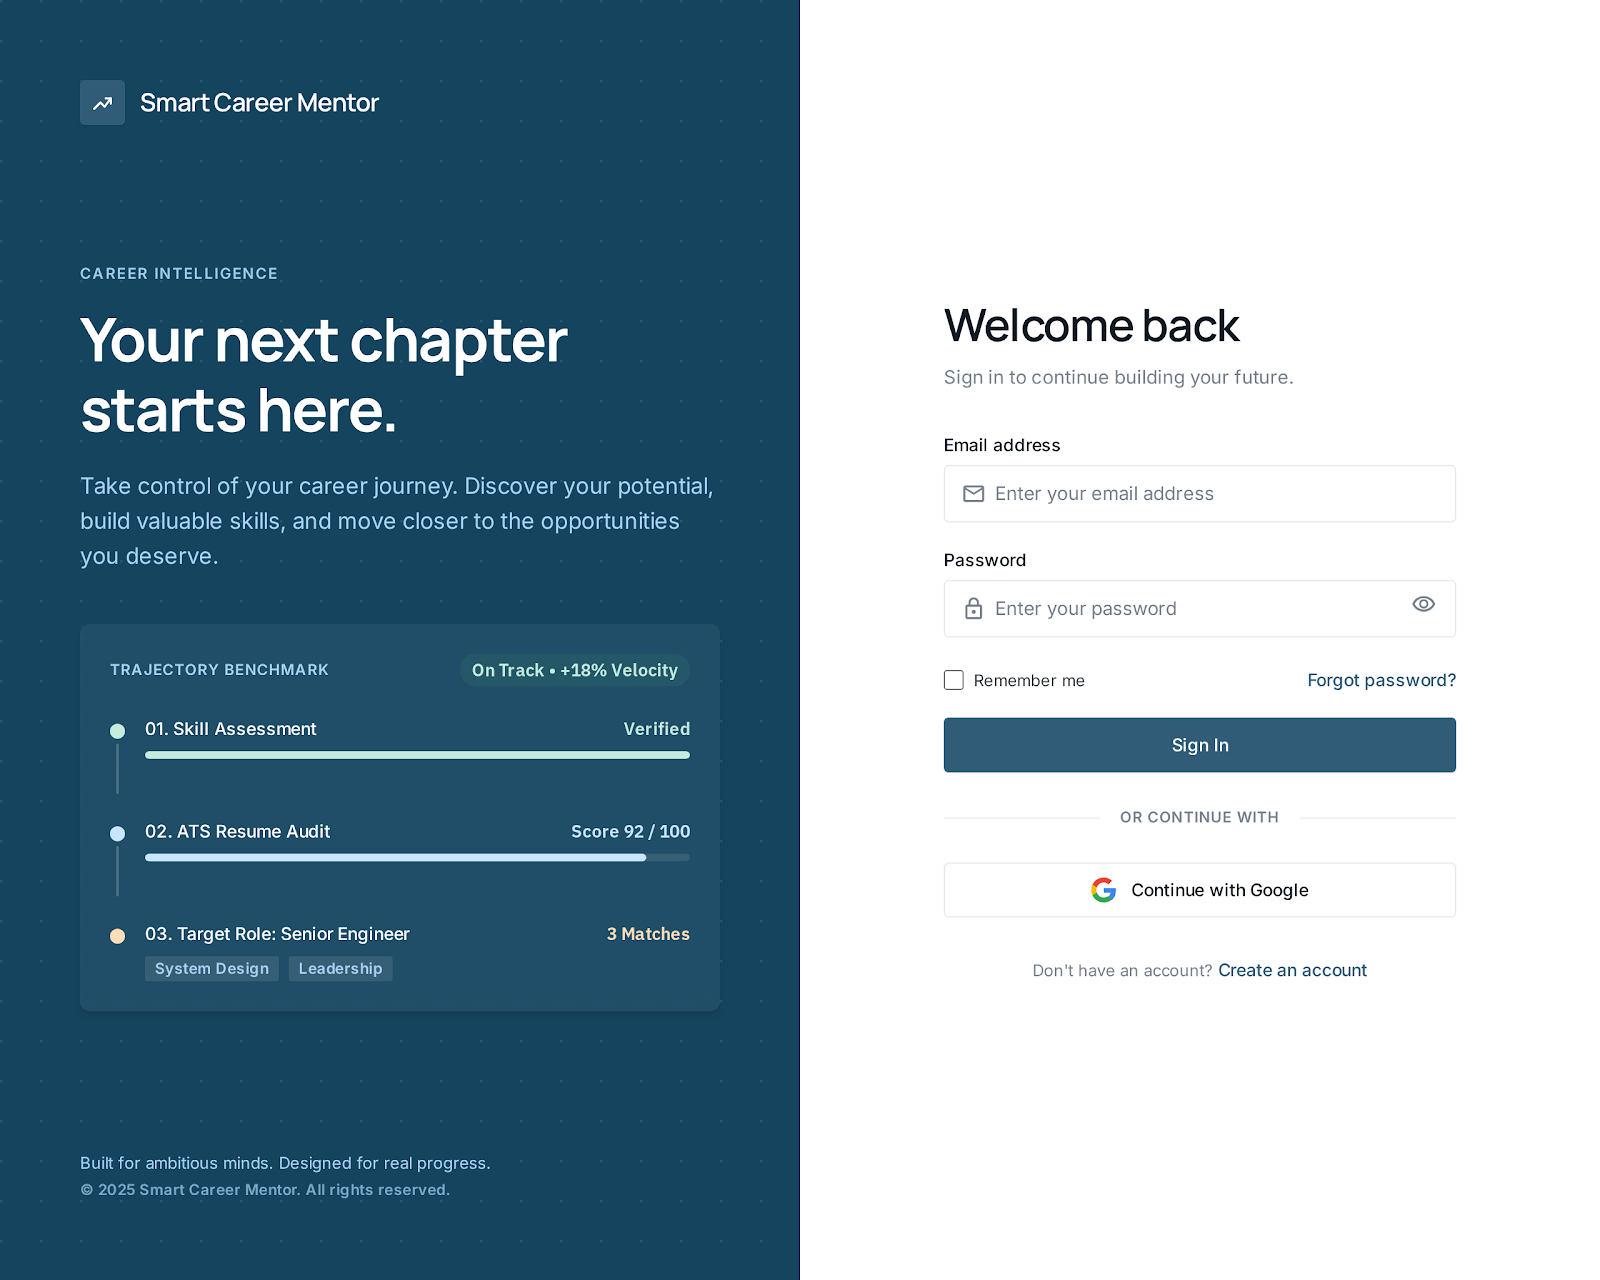 Smart Career Mentor
CAREER INTELLIGENCE
Your next chapter
starts here.
Take control of your career journey. Discover your potential,
build valuable skills, and move closer to the opportunities
you deserve.
TRAJECTORY BENCHMARK
On Track • +18% Velocity
01. Skill Assessment
Verified
02. ATS Resume Audit
Score 92 / 100
03. Target Role: Senior Engineer
3 Matches
System Design
Leadership
Built for ambitious minds. Designed for real progress.
© 2025 Smart Career Mentor. All rights reserved.
Welcome back
Sign in to continue building your future.
Email address
Enter your email address
Password
Enter your password
Remember me
Forgot password?
Sign In
OR CONTINUE WITH
Continue with Google
Don't have an account? Create an account